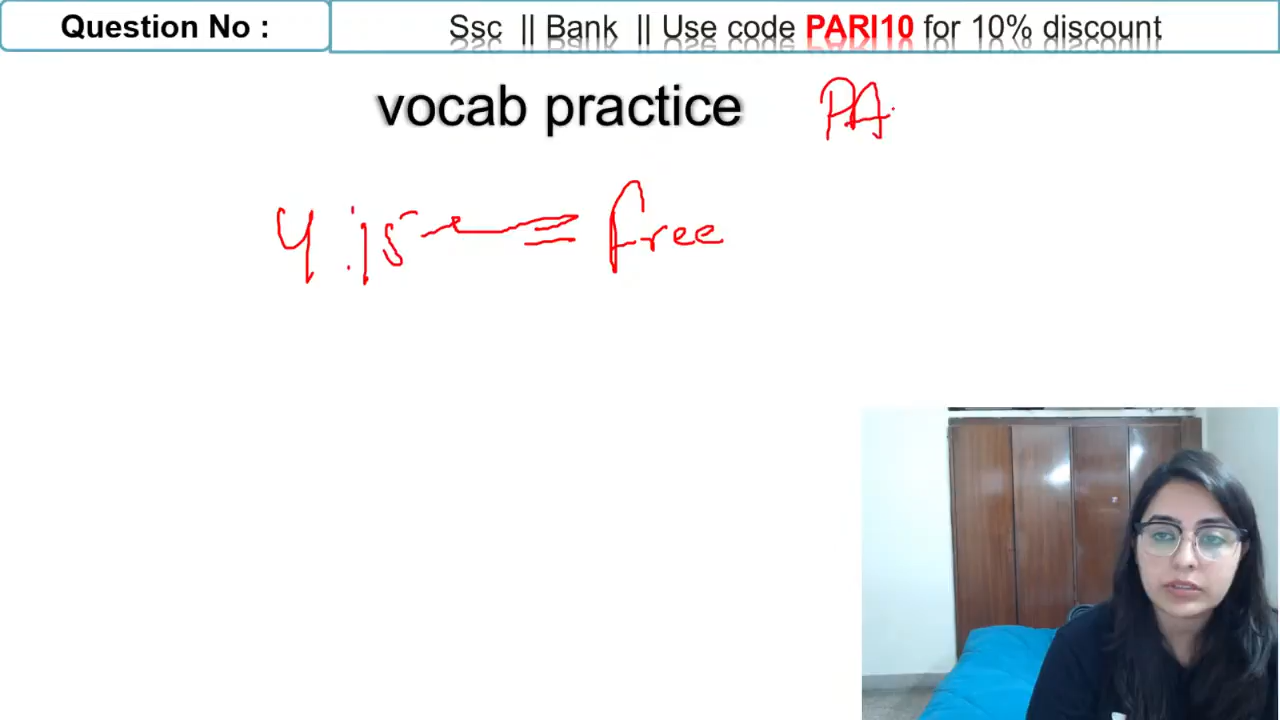 Question No :
Ssc || Bank || Use code PARI10 for 10% discount
vocab practice PA
4:15 = free